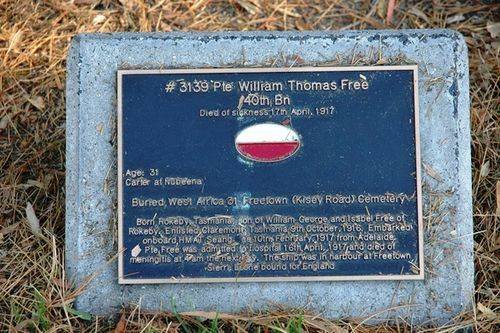 # 3139 Pte William Thomas Free
40th Bn
Died of sickness 17th April, 1917
Age: 31
Carter at Nubeena
Buried: West Africa 31 Freetown (Kissy Road) Cemetery
Born Rokeby, Tasmania, son of William George and Isabel Free of
Rokeby. Enlisted Claremont, Tasmania 9th October, 1916. Embarked
onboard HMAT Seang 10th February, 1917 from Adelaide.
Pte. Free was admitted to Hospital 16th April, 1917 and died of
meningitis at 4am the next day. The ship was in harbour at Freetown
Sierra Leone bound for England